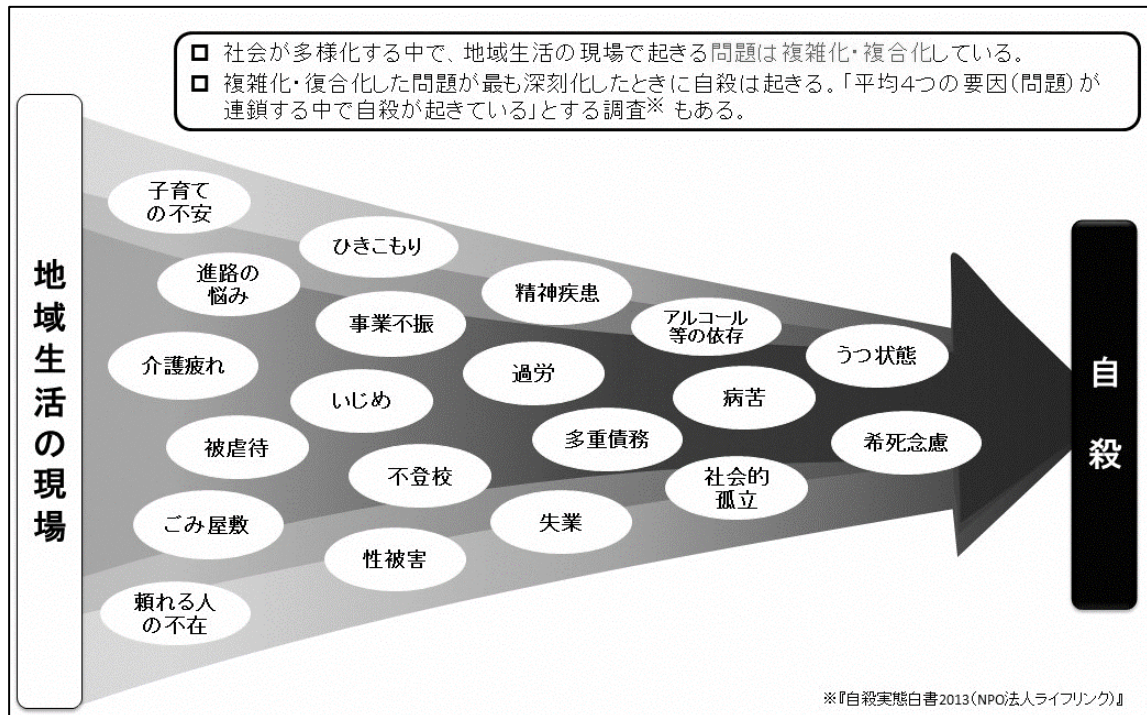 □ 社会が多様化する中で、地域生活の現場で起きる問題は複雑化・複合化している。
□ 複雑化・復合化した問題が最も深刻化したときに自殺は起きる。「平均4つの要因(問題)が
連鎖する中で自殺が起きている」とする調査※ もある。
地域生活の現場
子育て
の不安
ひきこもり
進路の
悩み
精神疾患
事業不振
アルコール
等の依存
うつ状態
介護疲れ
過労
いじめ
病苦
被虐待
多重債務
希死念慮
不登校
社会的
孤立
ごみ屋敷
失業
性被害
頼れる人
の不在
自殺
※『自殺実態白書2013(NPO法人ライフリンク)』